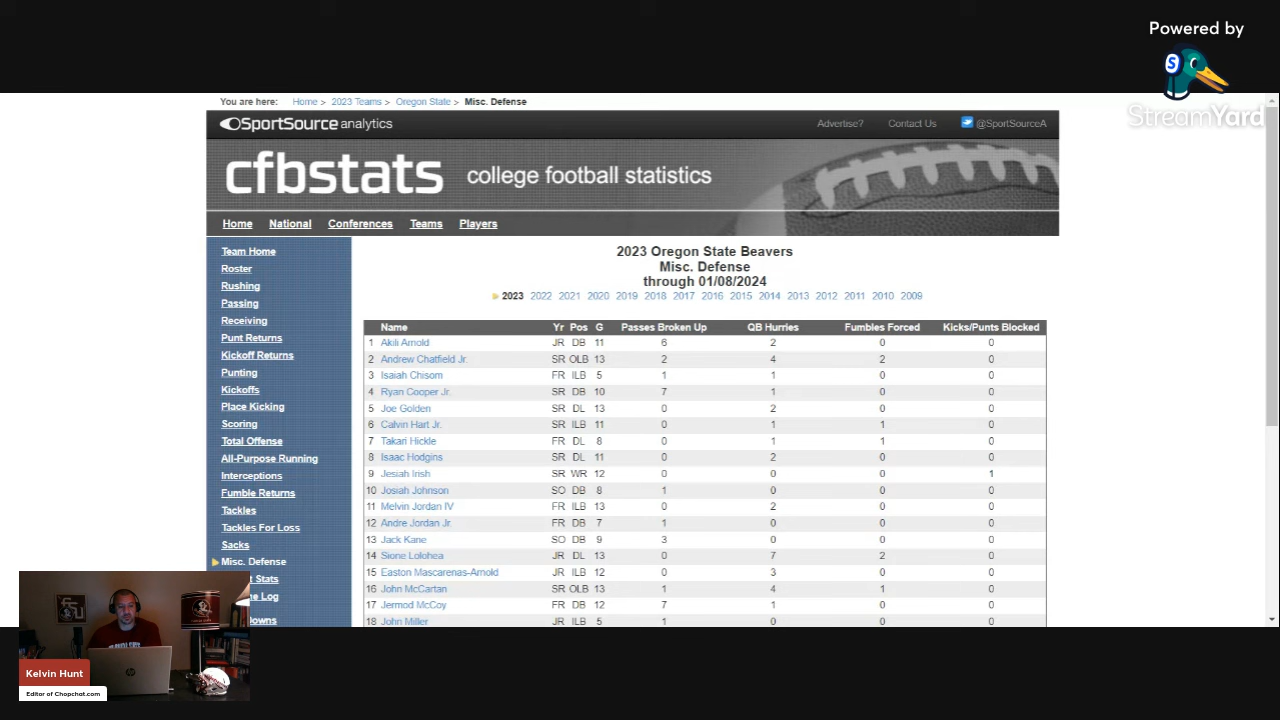 Powered by
S
StreamYard
You are here: Home > 2023 Teams > Oregon State > Misc. Defense
SportSource analytics
Advertise? Contact Us @SportSourceA
cfbstats college football statistics
Home National Conferences Teams Players
Team Home
Roster
Rushing
Passing
Receiving
Punt Returns
Kickoff Returns
Punting
Kickoffs
Place Kicking
Scoring
Total Offense
All-Purpose Running
Interceptions
Fumble Returns
Tackles
Tackles For Loss
Sacks
Misc. Defense
Stats
Log
owns
2023 Oregon State Beavers
Misc. Defense
through 01/08/2024
2023 2022 2021 2020 2019 2018 2017 2016 2015 2014 2013 2012 2011 2010 2009
Name Yr Pos G Passes Broken Up QB Hurries Fumbles Forced Kicks/Punts Blocked
1 Akili Arnold JR DB 11 6 2 0 0
2 Andrew Chatfield Jr. SR OLB 13 2 4 2 0
3 Isaiah Chisom FR ILB 5 1 1 0 0
4 Ryan Cooper Jr. SR DB 10 7 1 0 0
5 Joe Golden SR DL 13 0 2 0 0
6 Calvin Hart Jr. SR ILB 11 0 1 1 0
7 Takari Hickle FR DL 8 0 1 1 0
8 Isaac Hodgins SR DL 11 0 2 0 0
9 Jesiah Irish SR WR 12 0 0 0 1
10 Josiah Johnson SO DB 8 1 0 0 0
11 Melvin Jordan IV FR ILB 13 0 2 0 0
12 Andre Jordan Jr. FR DB 7 1 0 0 0
13 Jack Kane SO DB 9 3 0 0 0
14 Sione Lolohea JR DL 13 0 7 2 0
15 Easton Mascarenas-Arnold JR ILB 12 0 3 0 0
16 John McCartan SR OLB 13 1 4 1 0
17 Jermod McCoy FR DB 12 7 1 0 0
18 John Miller JR ILB 5 1 0 0 0
Kelvin Hunt
Editor of Chopchat.com